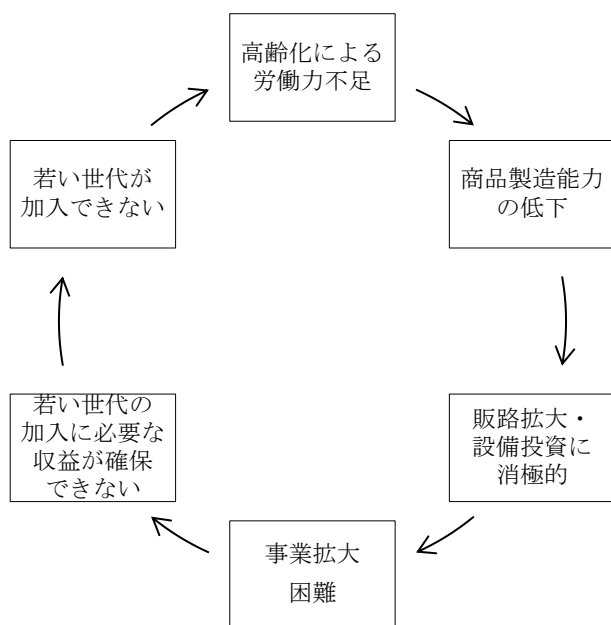 高齢化による
労働力不足
商品製造能力
の低下
販路拡大・
設備投資に
消極的
事業拡大
困難
若い世代の
加入に必要な
収益が確保
できない
若い世代が
加入できない